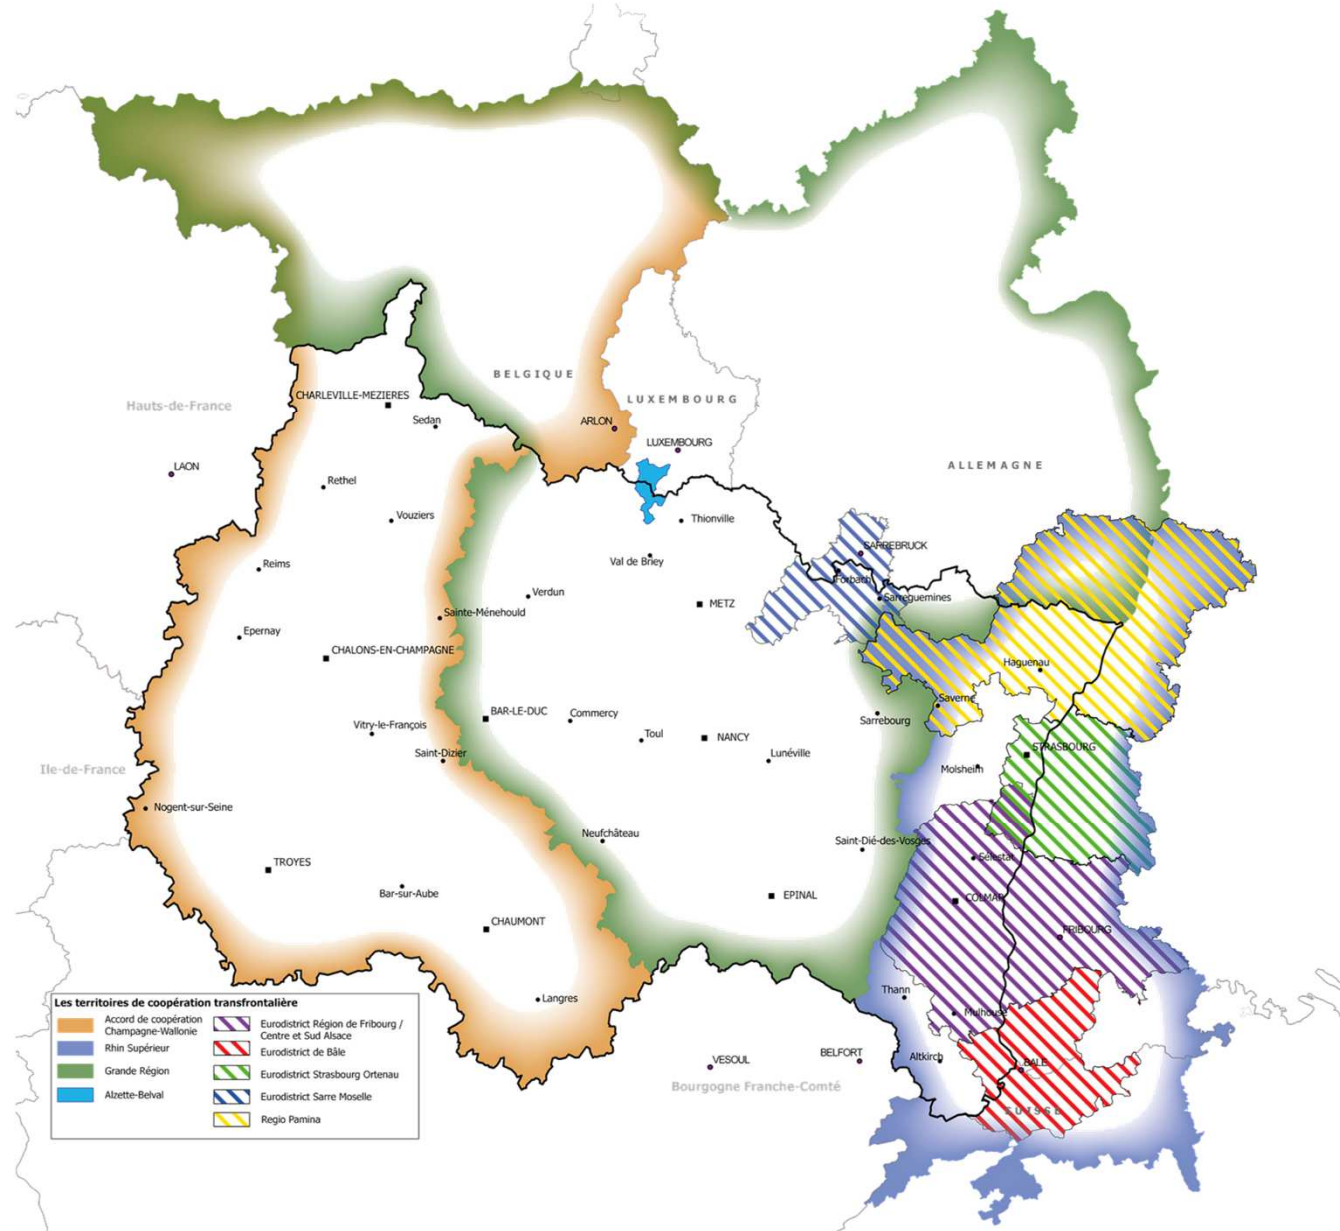 BELGIQUE
Hauts-de-France
CHARLEVILLE-MEZIERES
LUXEMBOURG
Sedan
ARLON
LUXEMBOURG
LAON
ALLEMAGNE
Rethel
Vouziers
Thionville
SARREBRUCK
Reims
Val de Briey
Forbach
Verdun
METZ
Sarreguemines
Sainte-Ménehould
Epernay
CHALONS-EN-CHAMPAGNE
Haguenau
Saverne
BAR-LE-DUC
Commercy
Sarrebourg
Vitry-le-François
Toul
NANCY
STRASBOURG
Saint-Dizier
Lunéville
Ile-de-France
Molsheim
Nogent-sur-Seine
Neufchâteau
Saint-Dié-des-Vosges
Sélestat
TROYES
Bar-sur-Aube
EPINAL
COLMAR
CHAUMONT
FRIBOURG
Thann
Langres
Mulhouse
VESOUL
BELFORT
Altkirch
BALE
Bourgogne Franche-Comté
SUISSE
Les territoires de coopération transfrontalière
Accord de coopération
Champagne-Wallonie
Rhin Supérieur
Grande Région
Alzette-Belval
Eurodistrict Région de Fribourg /
Centre et Sud Alsace
Eurodistrict de Bâle
Eurodistrict Strasbourg Ortenau
Eurodistrict Sarre Moselle
Regio Pamina